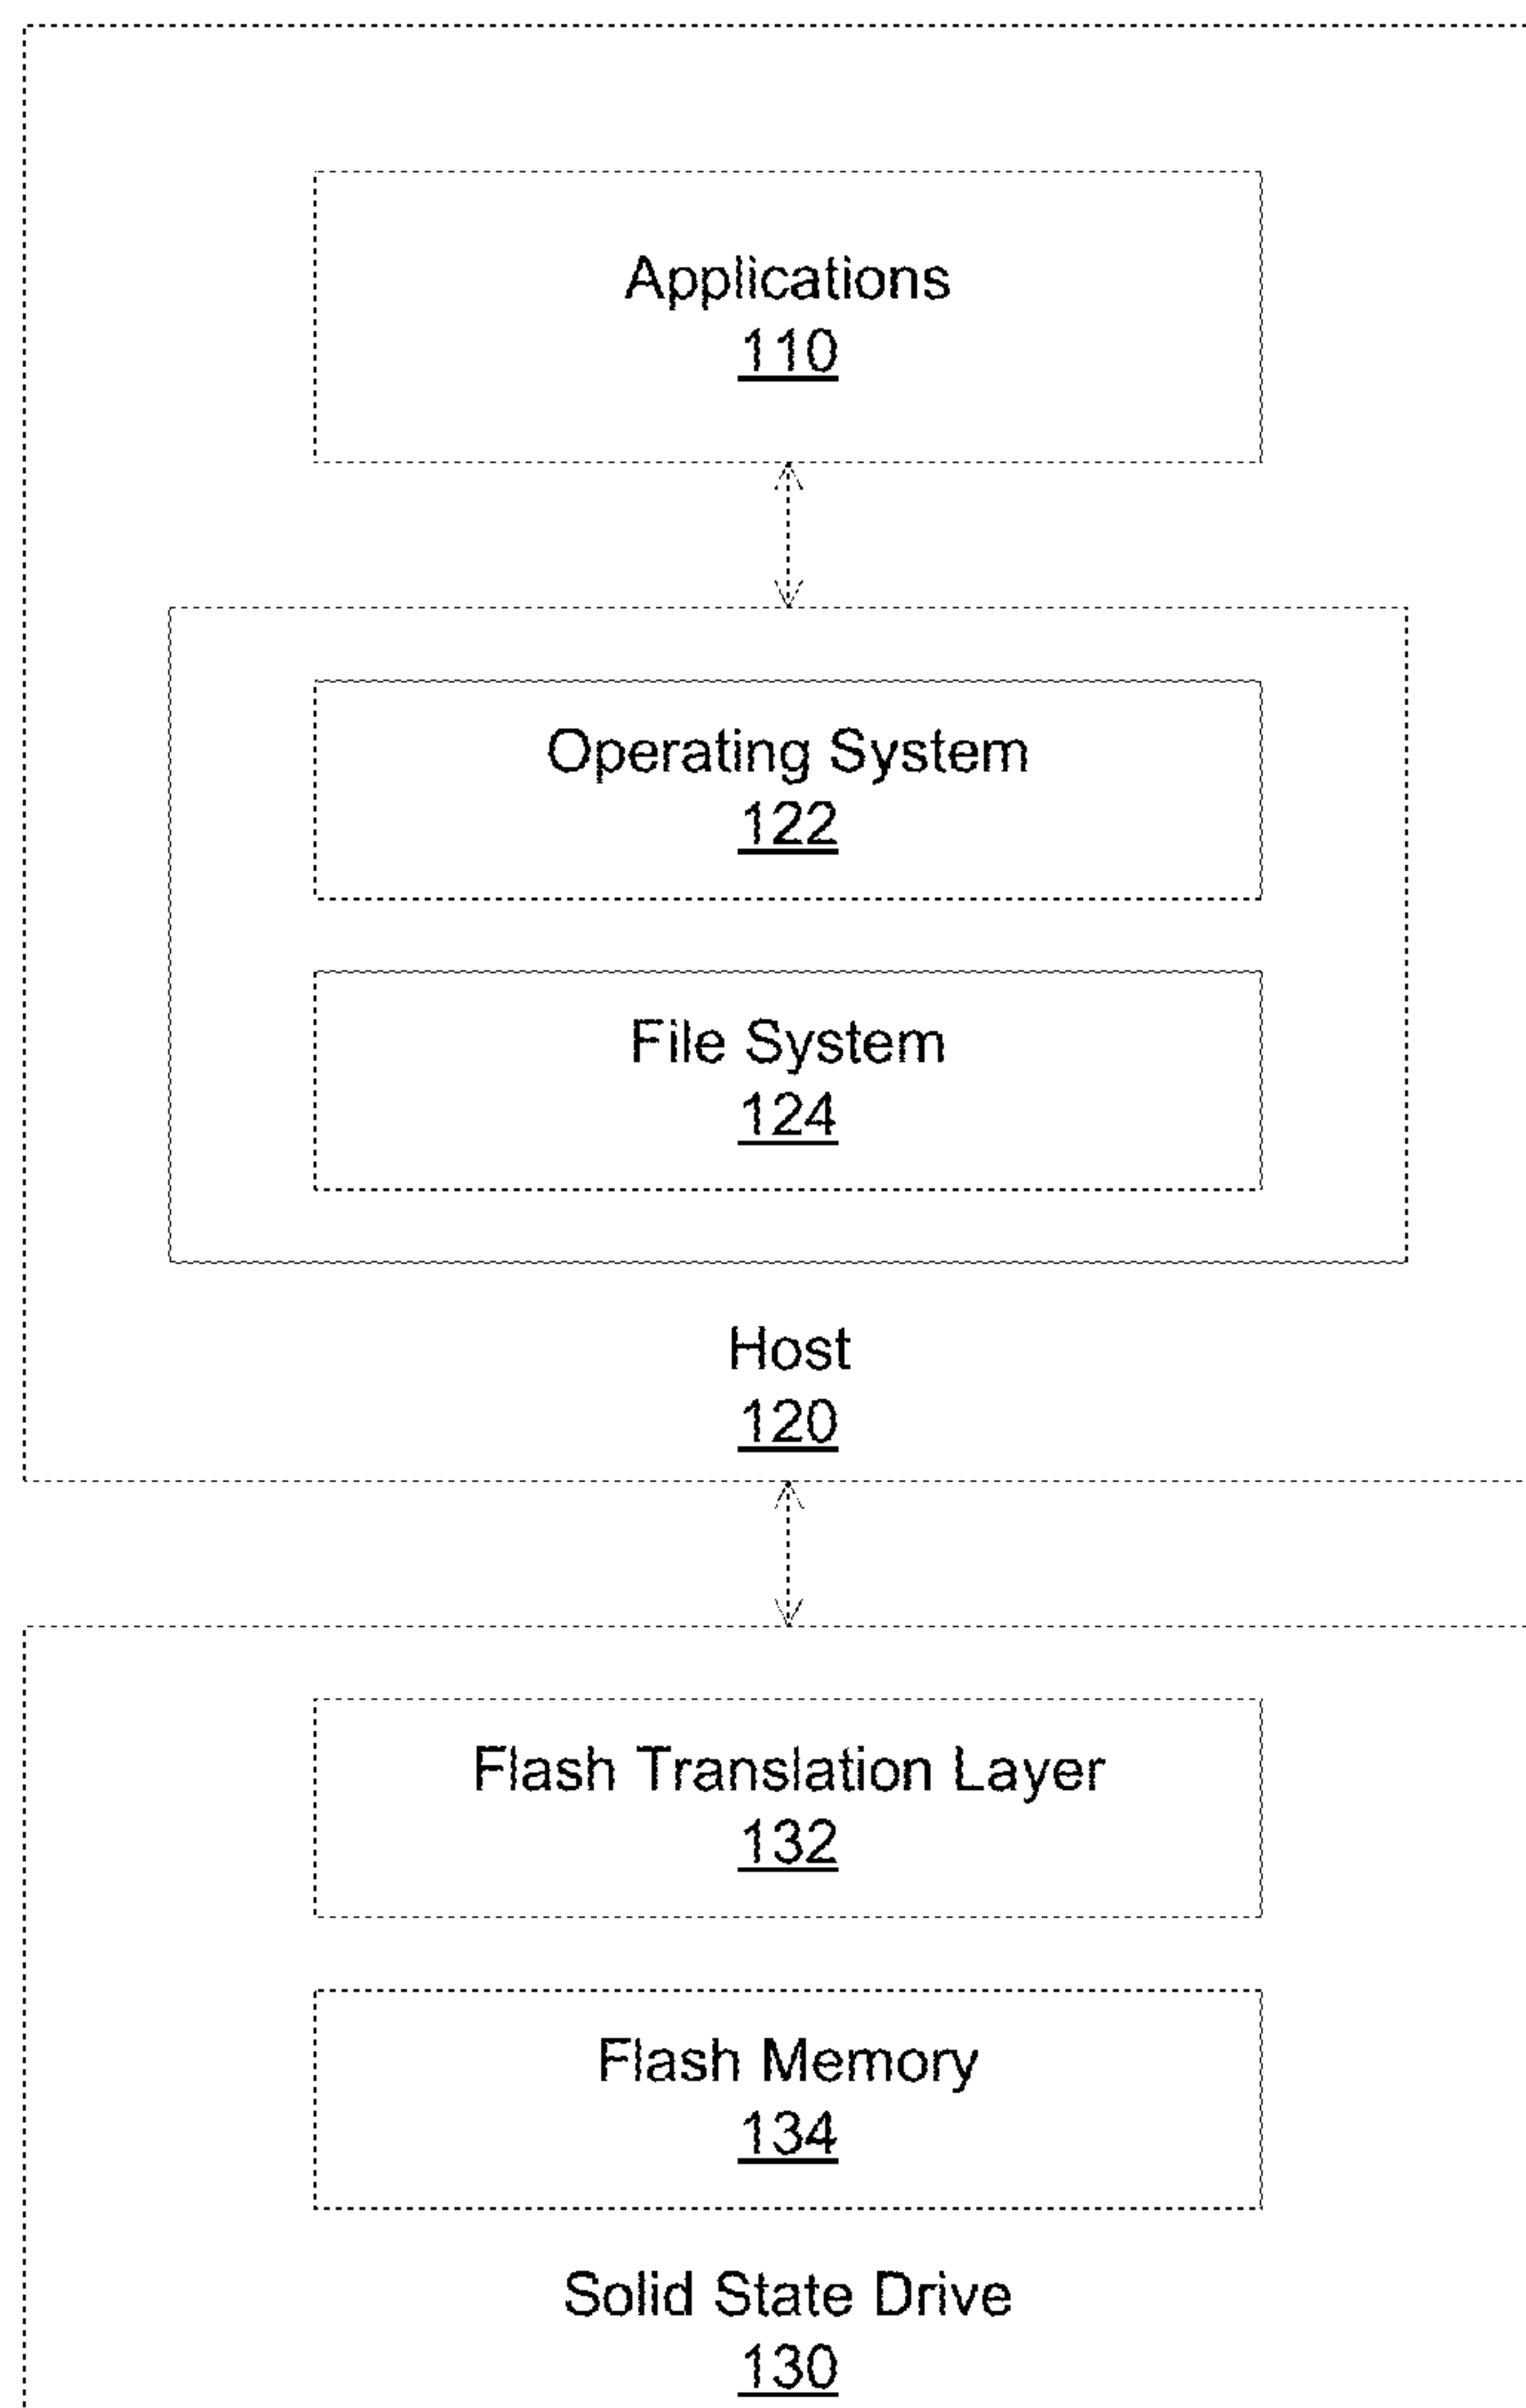 Applications
110
Operating System
122
File System
124
Host
120
Flash Translation Layer
132
Flash Memory
134
Solid State Drive
130